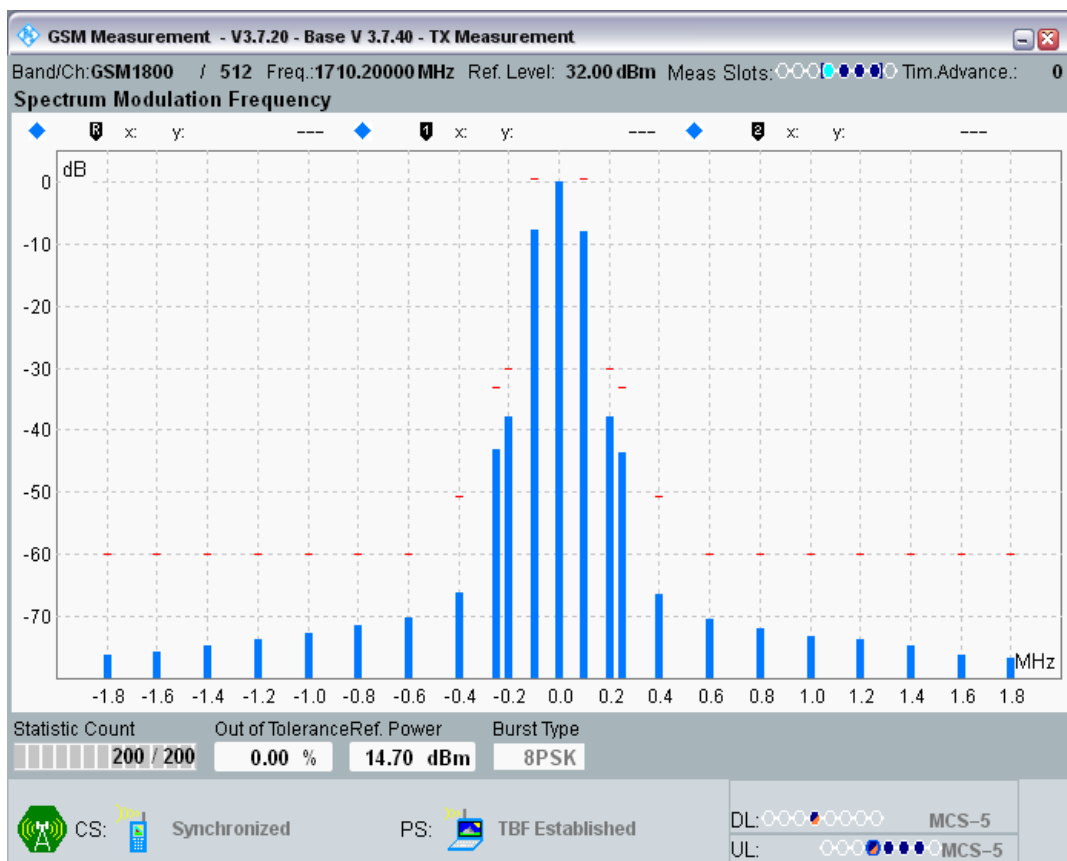 GSM Measurement - V3.7.20 - Base V 3.7.40 - TX Measurement
Band/Ch:GSM1800 / 512 Freq.:1710.20000 MHz Ref. Level: 32.00 dBm Meas Slots: Tim.Advance.: 0
Spectrum Modulation Frequency
R x: y: --- 1 x: y: --- 2 x: y: ---
dB
0
-10
-20
-30
-40
-50
-60
-70
MHz
-1.8 -1.6 -1.4 -1.2 -1.0 -0.8 -0.6 -0.4 -0.2 0.0 0.2 0.4 0.6 0.8 1.0 1.2 1.4 1.6 1.8
Statistic Count Out of Tolerance Ref. Power Burst Type
200 / 200 0.00 % 14.70 dBm 8PSK
CS: Synchronized PS: TBF Established
DL: MCS-5
UL: MCS-5